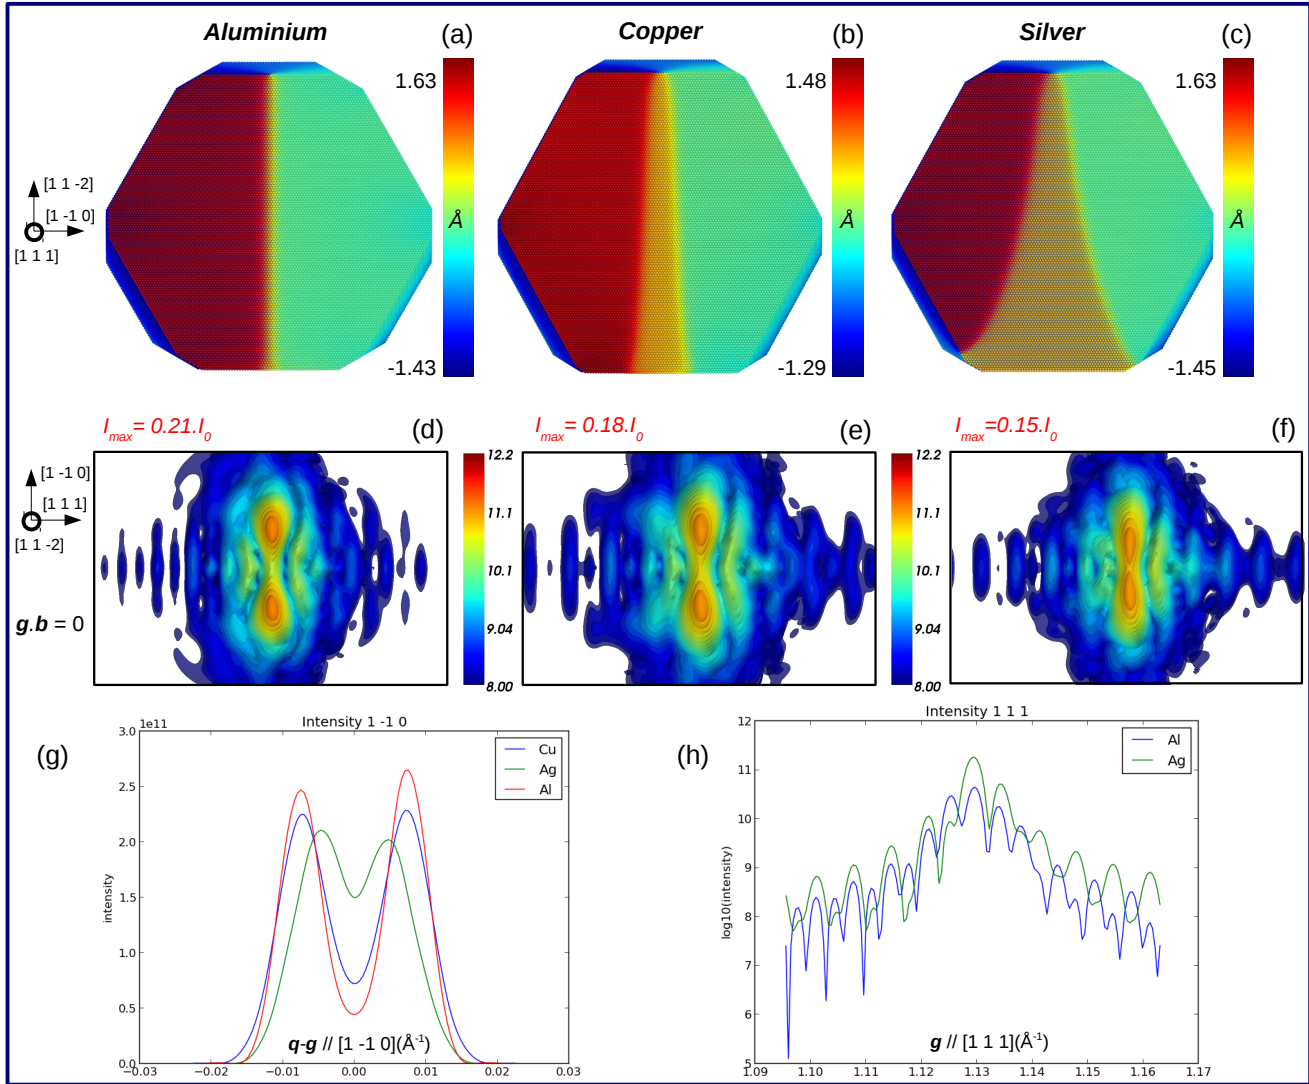 Aluminium (a) Copper (b) Silver (c)
1.63 1.48 1.63
[1 1 -2]
[1 -1 0]
[1 1 1]
Å Å Å
-1.43 -1.29 -1.45
I_max = 0.21.I_0 (d) I_max = 0.18.I_0 (e) I_max=0.15.I_0 (f)
[1 -1 0]
[1 1 1]
[1 1 -2]
12.2 12.2
11.1 11.1
10.1 10.1
9.04 9.04
8.00 8.00
g.b = 0
(g)
1e11 Intensity 1 -1 0
3.0
2.5
2.0
1.5
1.0
0.5
0.0
intensity
Cu
Ag
Al
q-g // [1 -1 0](Å⁻¹)
−0.03 −0.02 −0.01 0.00 0.01 0.02 0.03
(h)
Intensity 1 1 1
12
11
10
9
8
7
6
5
log10(intensity)
Al
Ag
g // [1 1 1](Å⁻¹)
1.09 1.10 1.11 1.12 1.13 1.14 1.15 1.16 1.17